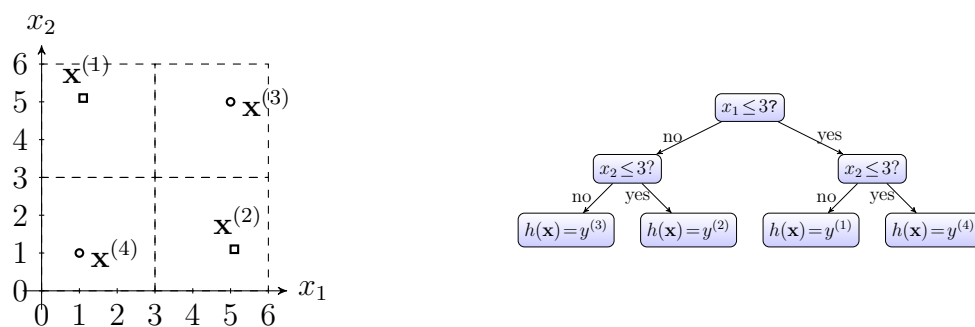 x₂
6
x⁽¹⁾
5
x⁽³⁾
4
3
2
x⁽²⁾
1
x⁽⁴⁾
0
x₁
0 1 2 3 4 5 6
x₁ ≤ 3?
no yes
x₂ ≤ 3? x₂ ≤ 3?
no yes no yes
h(x) = y⁽³⁾ h(x) = y⁽²⁾ h(x) = y⁽¹⁾ h(x) = y⁽⁴⁾